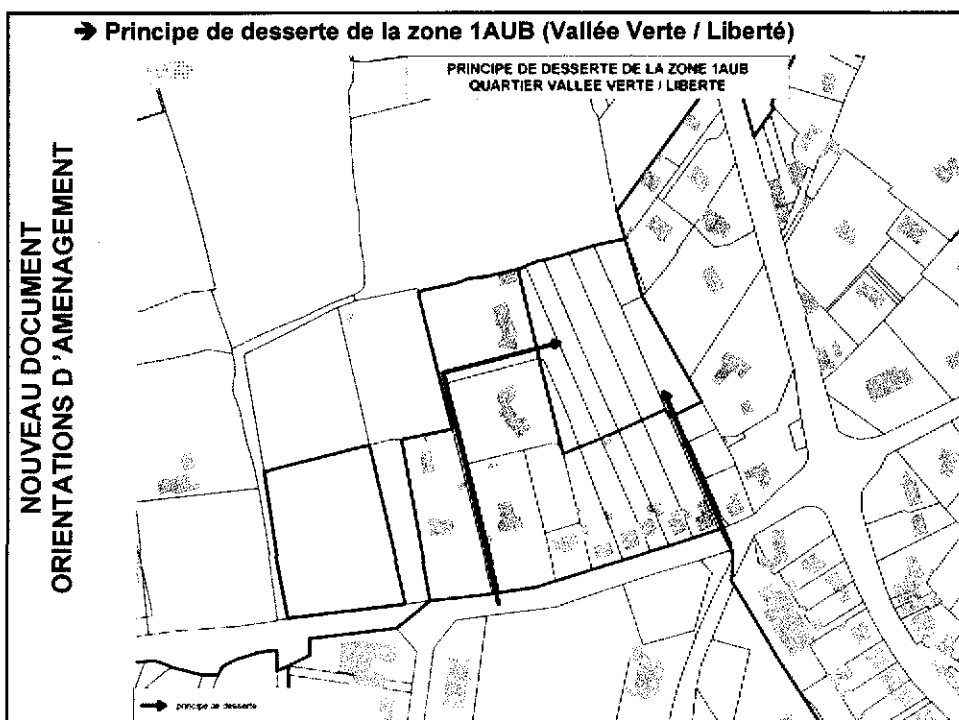 → Principe de desserte de la zone 1AUB (Vallée Verte / Liberté)
PRINCIPE DE DESSERTE DE LA ZONE 1AUB
QUARTIER VALLEE VERTE / LIBERTE
NOUVEAU DOCUMENT
ORIENTATIONS D'AMENAGEMENT
principe de desserte